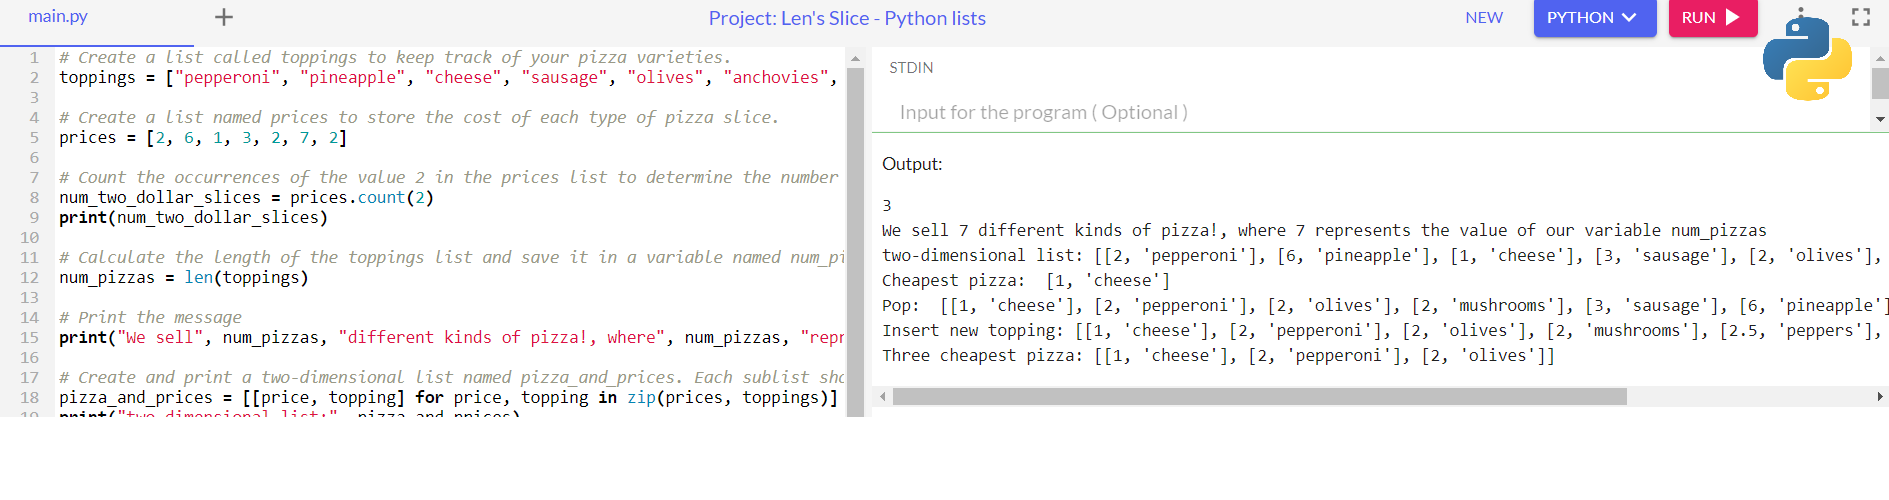 main.py
Project: Len's Slice - Python lists
NEW
PYTHON
RUN
1 # Create a list called toppings to keep track of your pizza varieties.
2 toppings = ["pepperoni", "pineapple", "cheese", "sausage", "olives", "anchovies",
3
4 # Create a list named prices to store the cost of each type of pizza slice.
5 prices = [2, 6, 1, 3, 2, 7, 2]
6
7 # Count the occurrences of the value 2 in the prices list to determine the number
8 num_two_dollar_slices = prices.count(2)
9 print(num_two_dollar_slices)
10
11 # Calculate the length of the toppings list and save it in a variable named num_pi
12 num_pizzas = len(toppings)
13
14 # Print the message
15 print("We sell", num_pizzas, "different kinds of pizza!, where", num_pizzas, "repr
16
17 # Create and print a two-dimensional list named pizza_and_prices. Each sublist sho
18 pizza_and_prices = [[price, topping] for price, topping in zip(prices, toppings)]
19 print("two-dimensional list:", pizza_and_prices)
STDIN
Input for the program ( Optional )
Output:
3
We sell 7 different kinds of pizza!, where 7 represents the value of our variable num_pizzas
two-dimensional list: [[2, 'pepperoni'], [6, 'pineapple'], [1, 'cheese'], [3, 'sausage'], [2, 'olives'],
Cheapest pizza:  [1, 'cheese']
Pop:  [[1, 'cheese'], [2, 'pepperoni'], [2, 'olives'], [2, 'mushrooms'], [3, 'sausage'], [6, 'pineapple']
Insert new topping: [[1, 'cheese'], [2, 'pepperoni'], [2, 'olives'], [2, 'mushrooms'], [2.5, 'peppers'],
Three cheapest pizza: [[1, 'cheese'], [2, 'pepperoni'], [2, 'olives']]